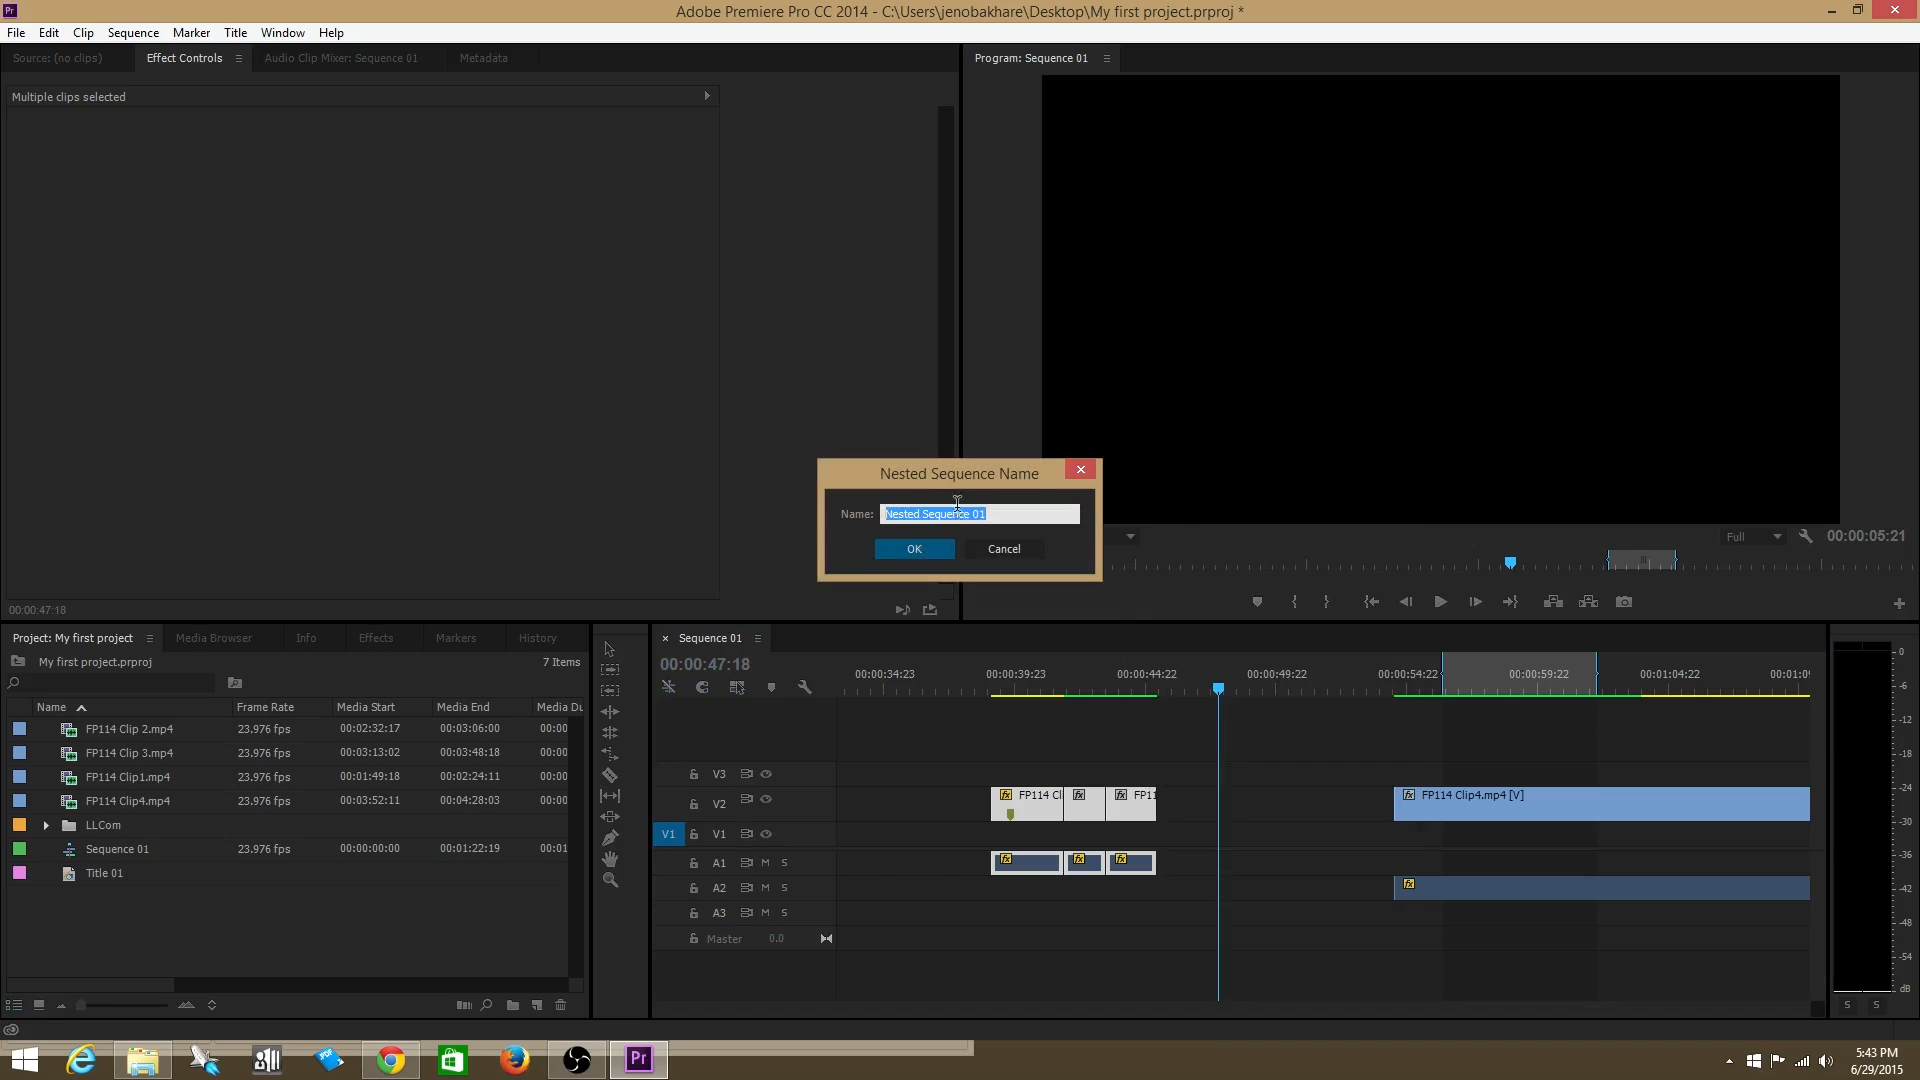 Adobe Premiere Pro CC 2014 - C:\Users\jenobakhare\Desktop\My first project.prproj *
File Edit Clip Sequence Marker Title Window Help
Source: (no clips) Effect Controls Audio Clip Mixer: Sequence 01 Metadata
Program: Sequence 01
Multiple clips selected
Nested Sequence Name
Name: Nested Sequence 01
OK Cancel
Full 00:00:05:21
00:00:47:18
Project: My first project Media Browser Info Effects Markers History
My first project.prproj 7 Items
Name Frame Rate Media Start Media End Media Du
FP114 Clip 2.mp4 23.976 fps 00:02:32:17 00:03:06:00 00:00
FP114 Clip 3.mp4 23.976 fps 00:03:13:02 00:03:48:18 00:00
FP114 Clip1.mp4 23.976 fps 00:01:49:18 00:02:24:11 00:00
FP114 Clip4.mp4 23.976 fps 00:03:52:11 00:04:28:03 00:00
LLCom
Sequence 01 23.976 fps 00:00:00:00 00:01:22:19 00:01
Title 01
Sequence 01
00:00:47:18
00:00:34:23 00:00:39:23 00:00:44:22 00:00:49:22 00:00:54:22 00:00:59:22 00:01:04:22 00:01:09
V3
V2 fx FP114 Cl fx fx FP11 fx FP114 Clip4.mp4 [V]
V1 V1
A1 M S fx fx fx
A2 M S fx
A3 M S
Master 0.0
0
-6
-12
-18
-24
-30
-36
-42
-48
-54
dB
S S
Pr
PDF
5:43 PM
6/29/2015